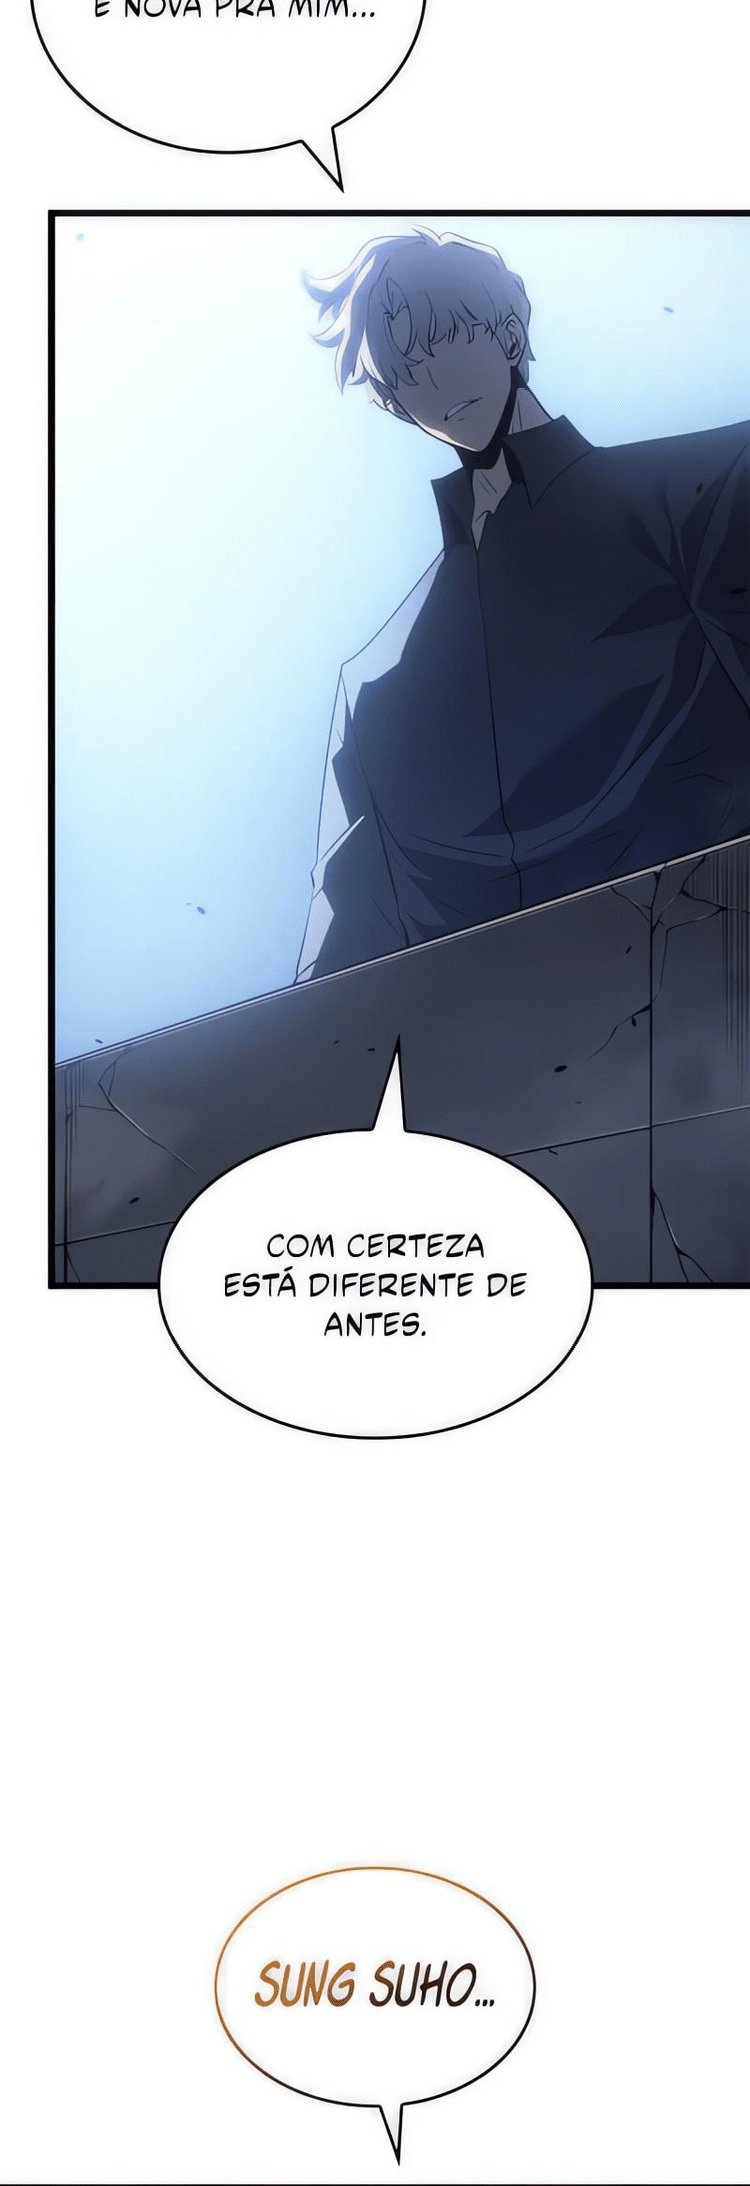 É NOVA PRA MIM...
COM CERTEZA
ESTÁ DIFERENTE DE
ANTES.
SUNG SUHO...